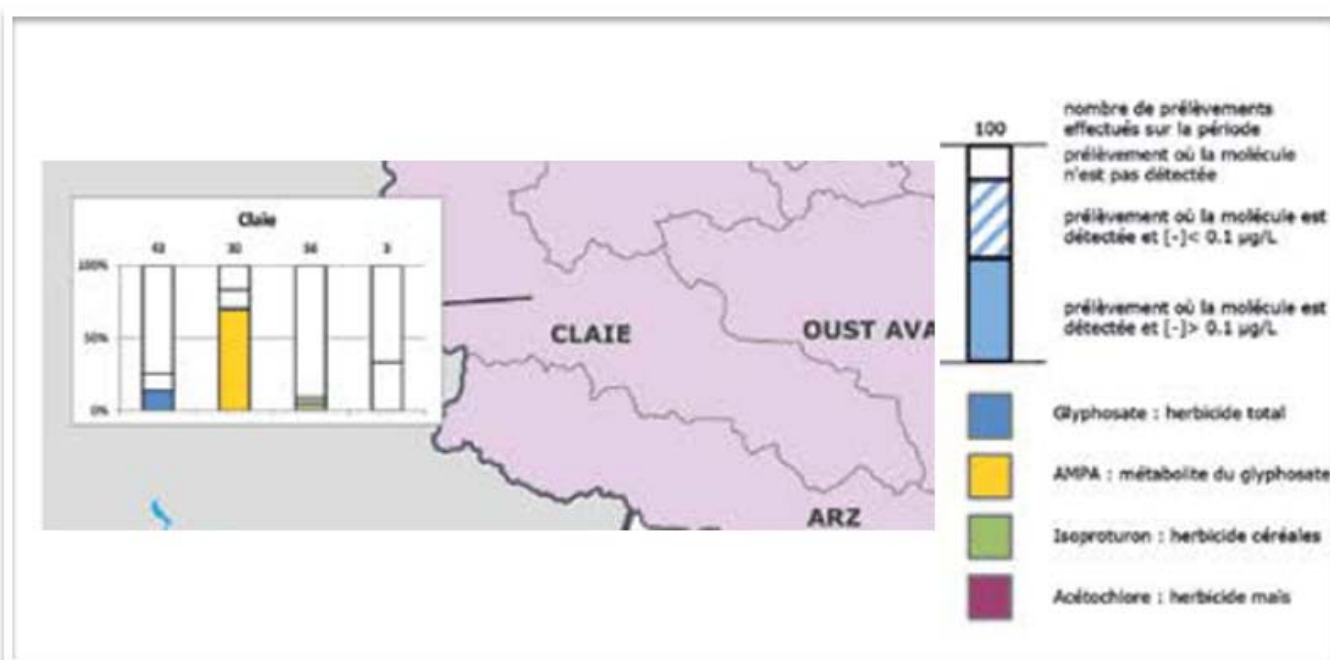 Claie
3
100%
50%
0%
CLAIE
OUST AVA
ARZ
100
nombre de prélèvements
effectués sur la période
prélèvement où la molécule
n'est pas détectée
prélèvement où la molécule est
détectée et [-]< 0.1 µg/L
prélèvement où la molécule est
détectée et [-]> 0.1 µg/L
Glyphosate : herbicide total
AMPA : métabolite du glyphosate
Isoproturon : herbicide céréales
Acétochlore : herbicide maïs